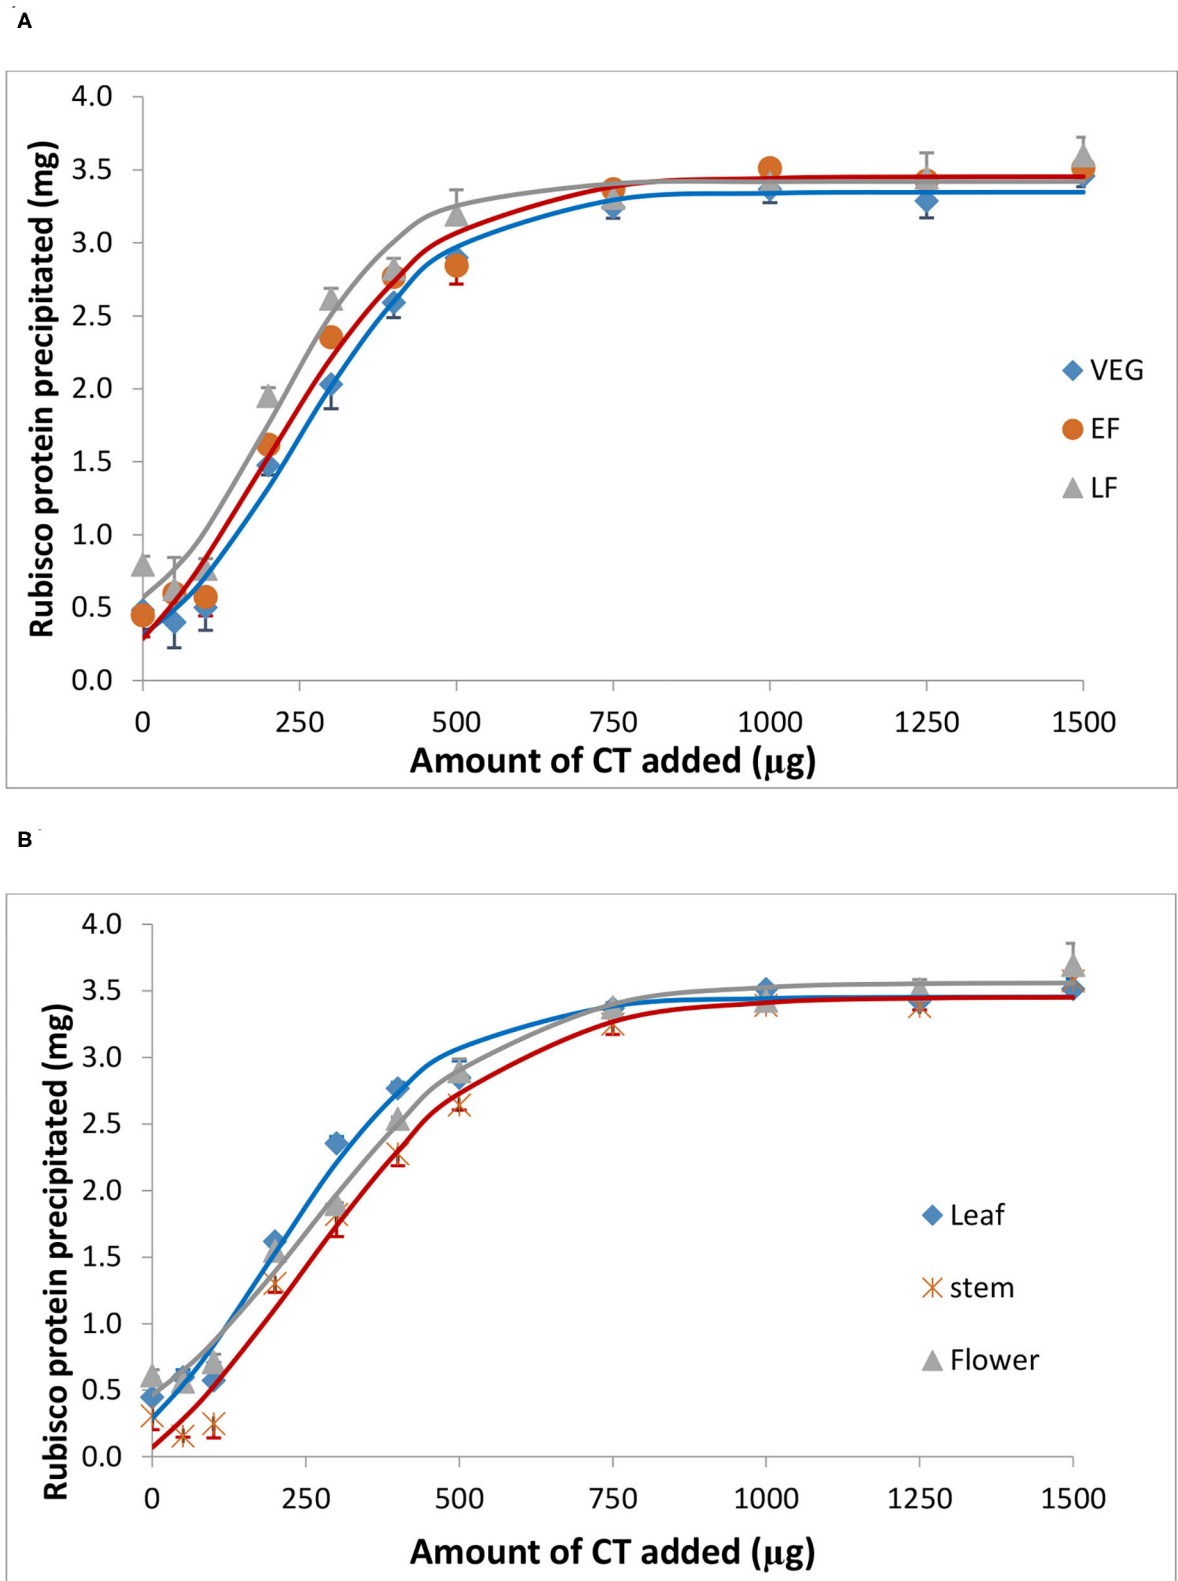 A
4.0
3.5
3.0
2.5
2.0
1.5
1.0
0.5
0.0
Rubisco protein precipitated (mg)
VEG
EF
LF
0 250 500 750 1000 1250 1500
Amount of CT added (µg)
B
4.0
3.5
3.0
2.5
2.0
1.5
1.0
0.5
0.0
Rubisco protein precipitated (mg)
Leaf
stem
Flower
0 250 500 750 1000 1250 1500
Amount of CT added (µg)